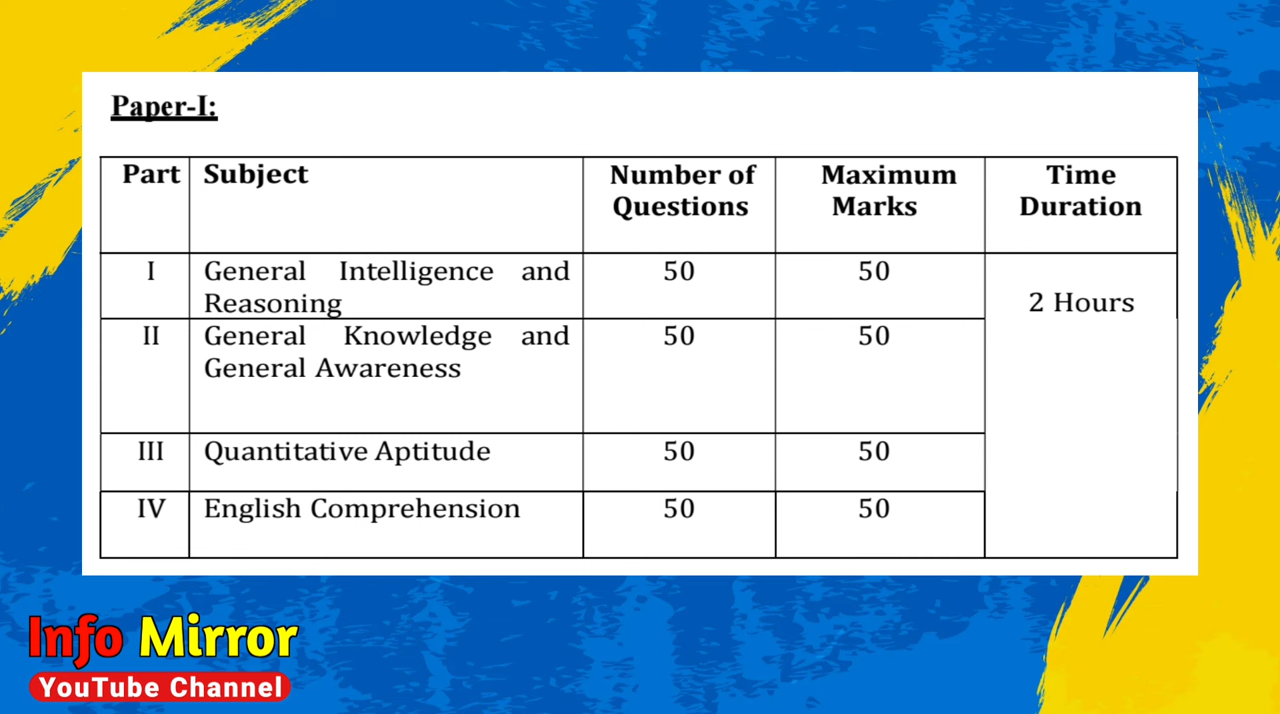 Paper-I:
Part Subject Number of Questions Maximum Marks Time Duration
I General Intelligence and Reasoning 50 50 2 Hours
II General Knowledge and General Awareness 50 50
III Quantitative Aptitude 50 50
IV English Comprehension 50 50
Info Mirror
YouTube Channel